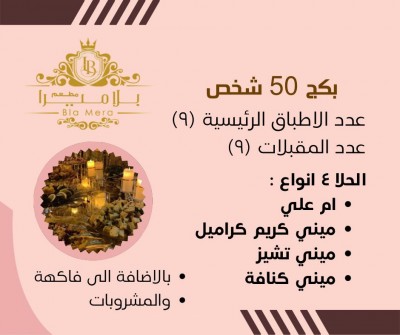 LB
مطعم
بلاميرا
Bla Mera
بكج 50 شخص
عدد الاطباق الرئيسية (٩)
عدد المقبلات (٩)
الحلا ٤ انواع :
• ام علي
• ميني كريم كراميل
• ميني تشيز
• ميني كنافة
• بالاضافة الى فاكهة
• والمشروبات